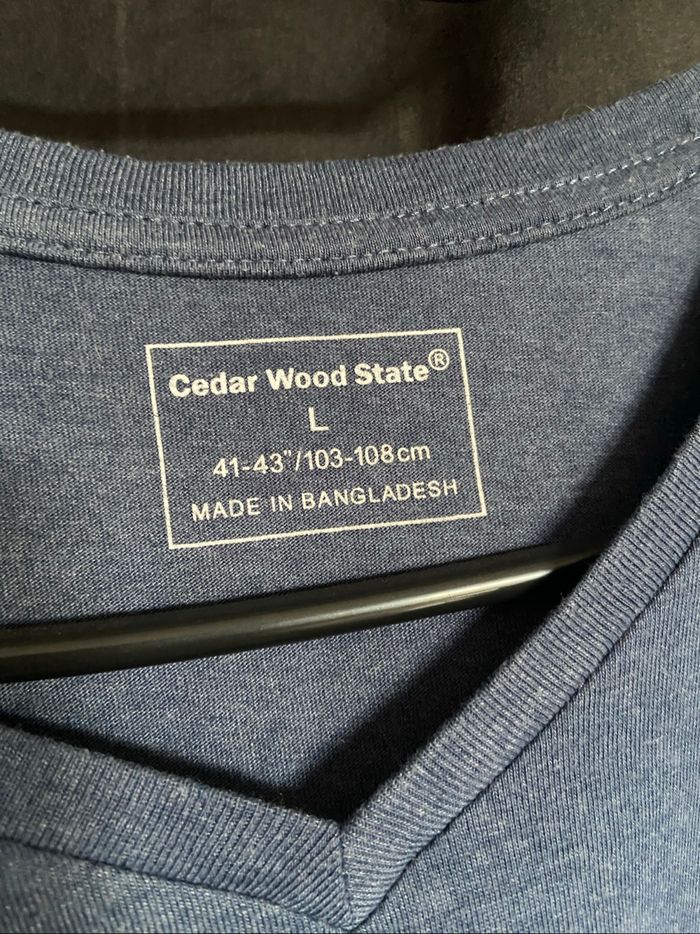 Cedar Wood State®
L
41-43"/103-108cm
MADE IN BANGLADESH